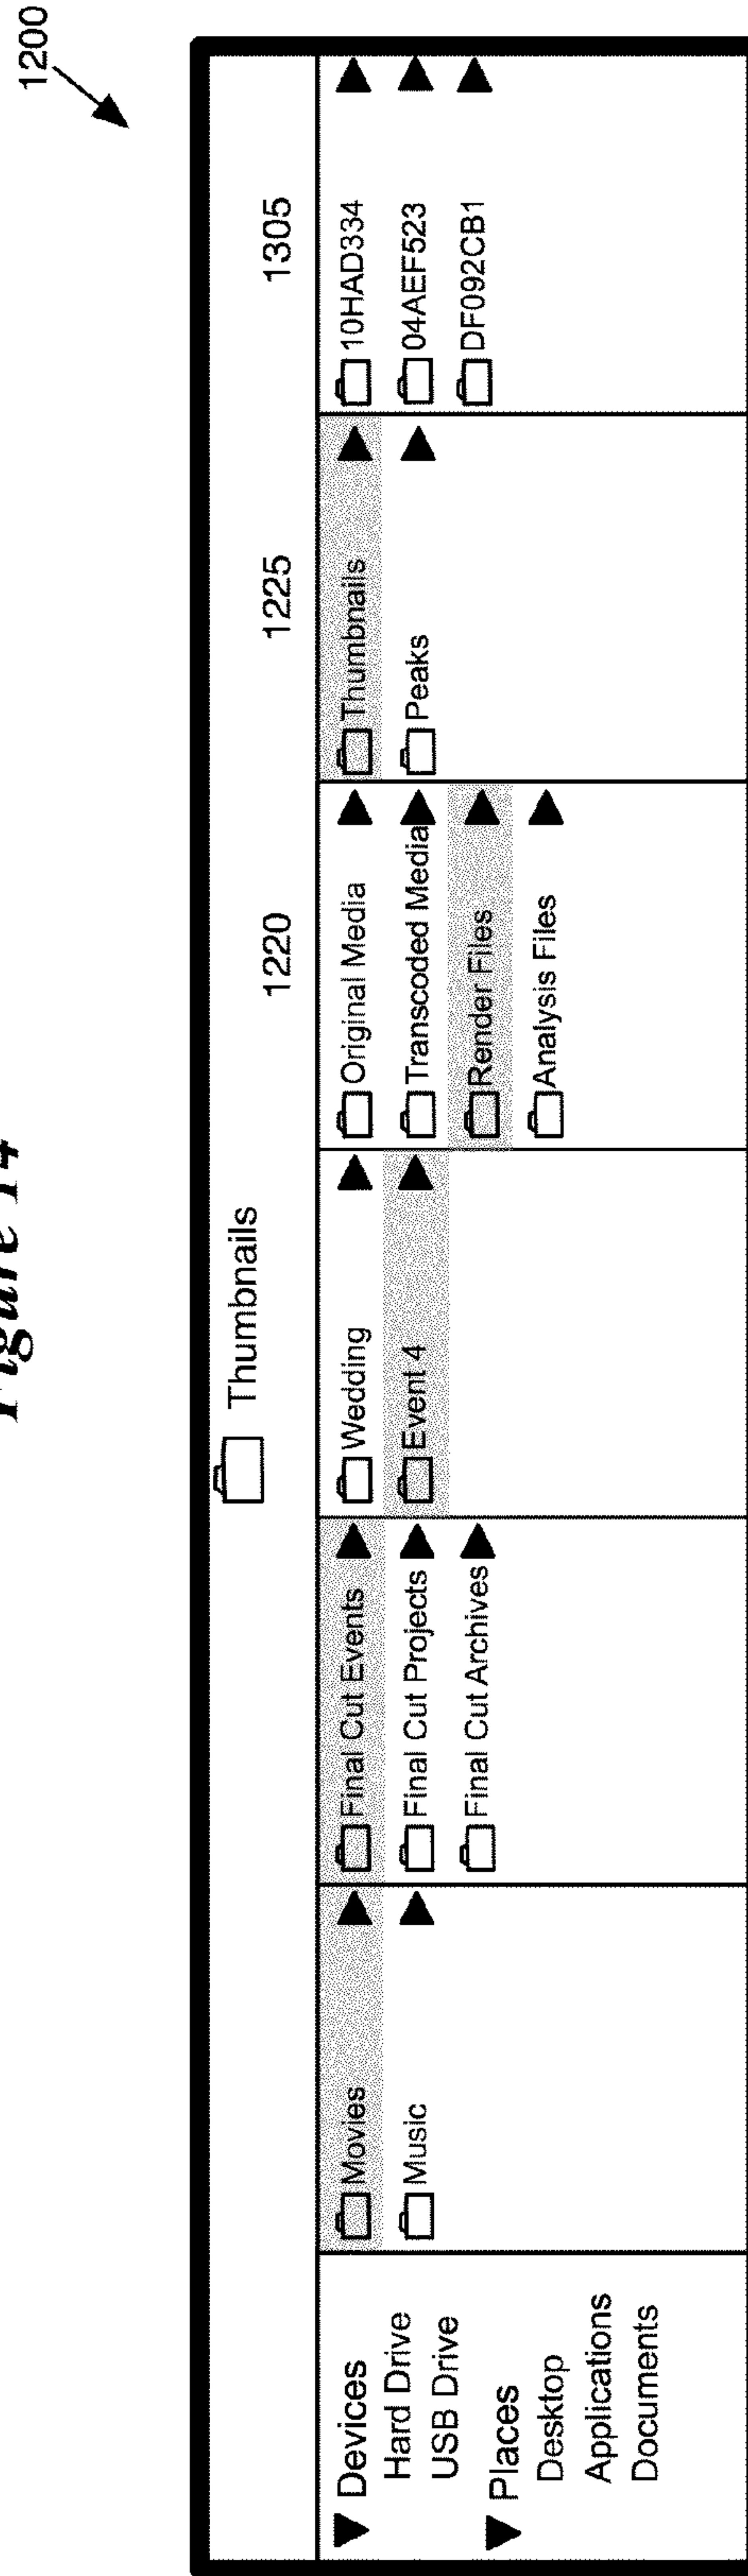 Figure 14
1200
Thumbnails
1220
1225
1305
Devices
Hard Drive
USB Drive
Places
Desktop
Applications
Documents
Movies
Music
Final Cut Events
Final Cut Projects
Final Cut Archives
Wedding
Event 4
Original Media
Transcoded Media
Render Files
Analysis Files
Thumbnails
Peaks
10HAD334
04AEF523
DF092CB1